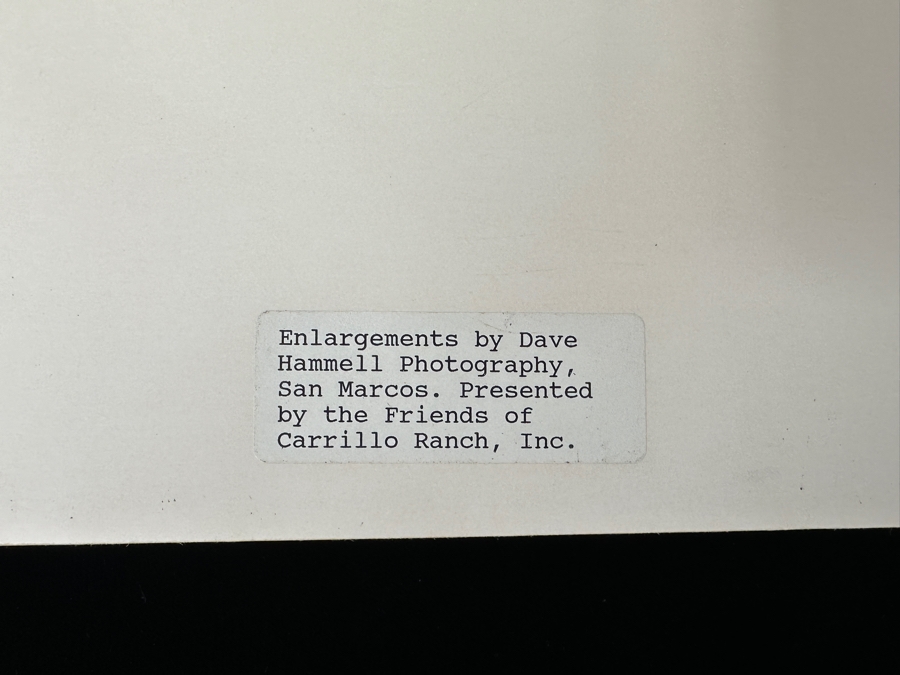 Enlargements by Dave
Hammell Photography,
San Marcos. Presented
by the Friends of
Carrillo Ranch, Inc.